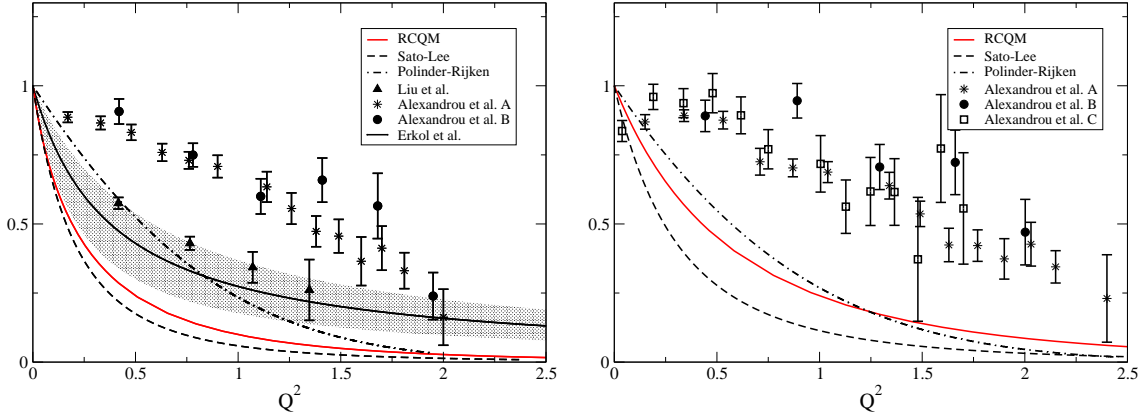 RCQM
Sato-Lee
Polinder-Rijken
Liu et al.
Alexandrou et al. A
Alexandrou et al. B
Erkol et al.
1
0.5
0
0 0.5 1 1.5 2 2.5
Q^2
RCQM
Sato-Lee
Polinder-Rijken
Alexandrou et al. A
Alexandrou et al. B
Alexandrou et al. C
1
0.5
0
0 0.5 1 1.5 2 2.5
Q^2